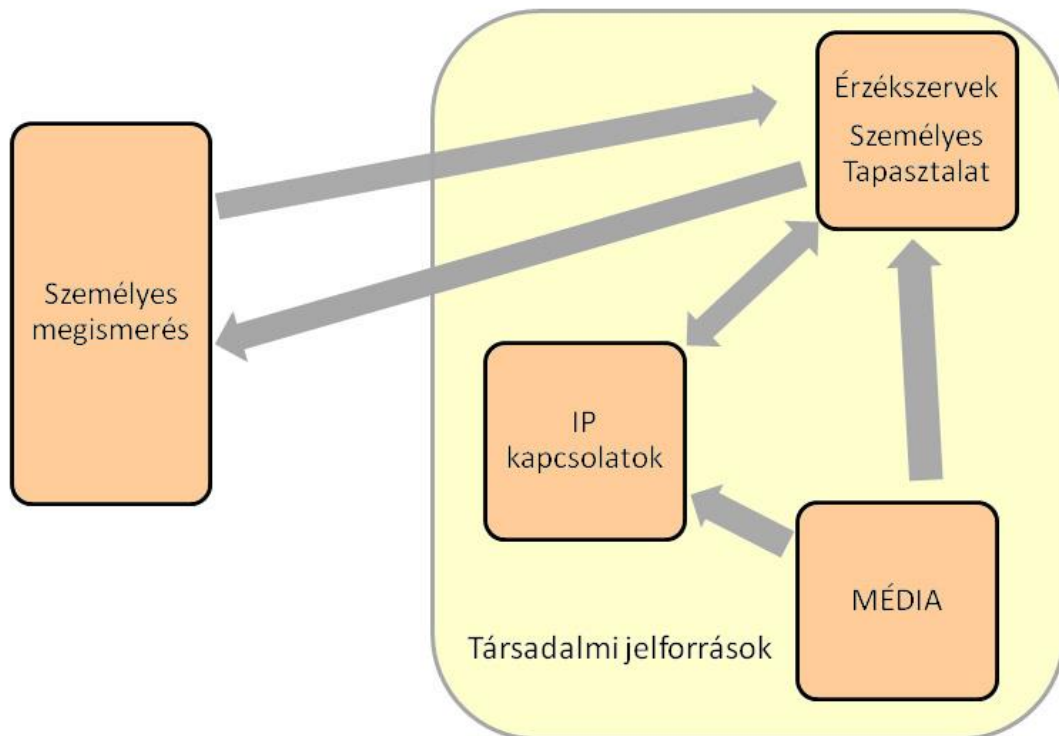 Érzékszervek
Személyes
Tapasztalat
Személyes
megismerés
IP
kapcsolatok
MÉDIA
Társadalmi jelforrások